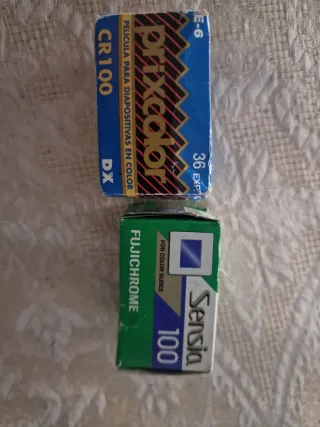 E-6
prixcolor
PELICULA PARA DIAPOSITIVAS EN COLOR
CR100
DX
36 EXP.
Sensia
100
FOR COLOR SLIDES
FUJICHROME